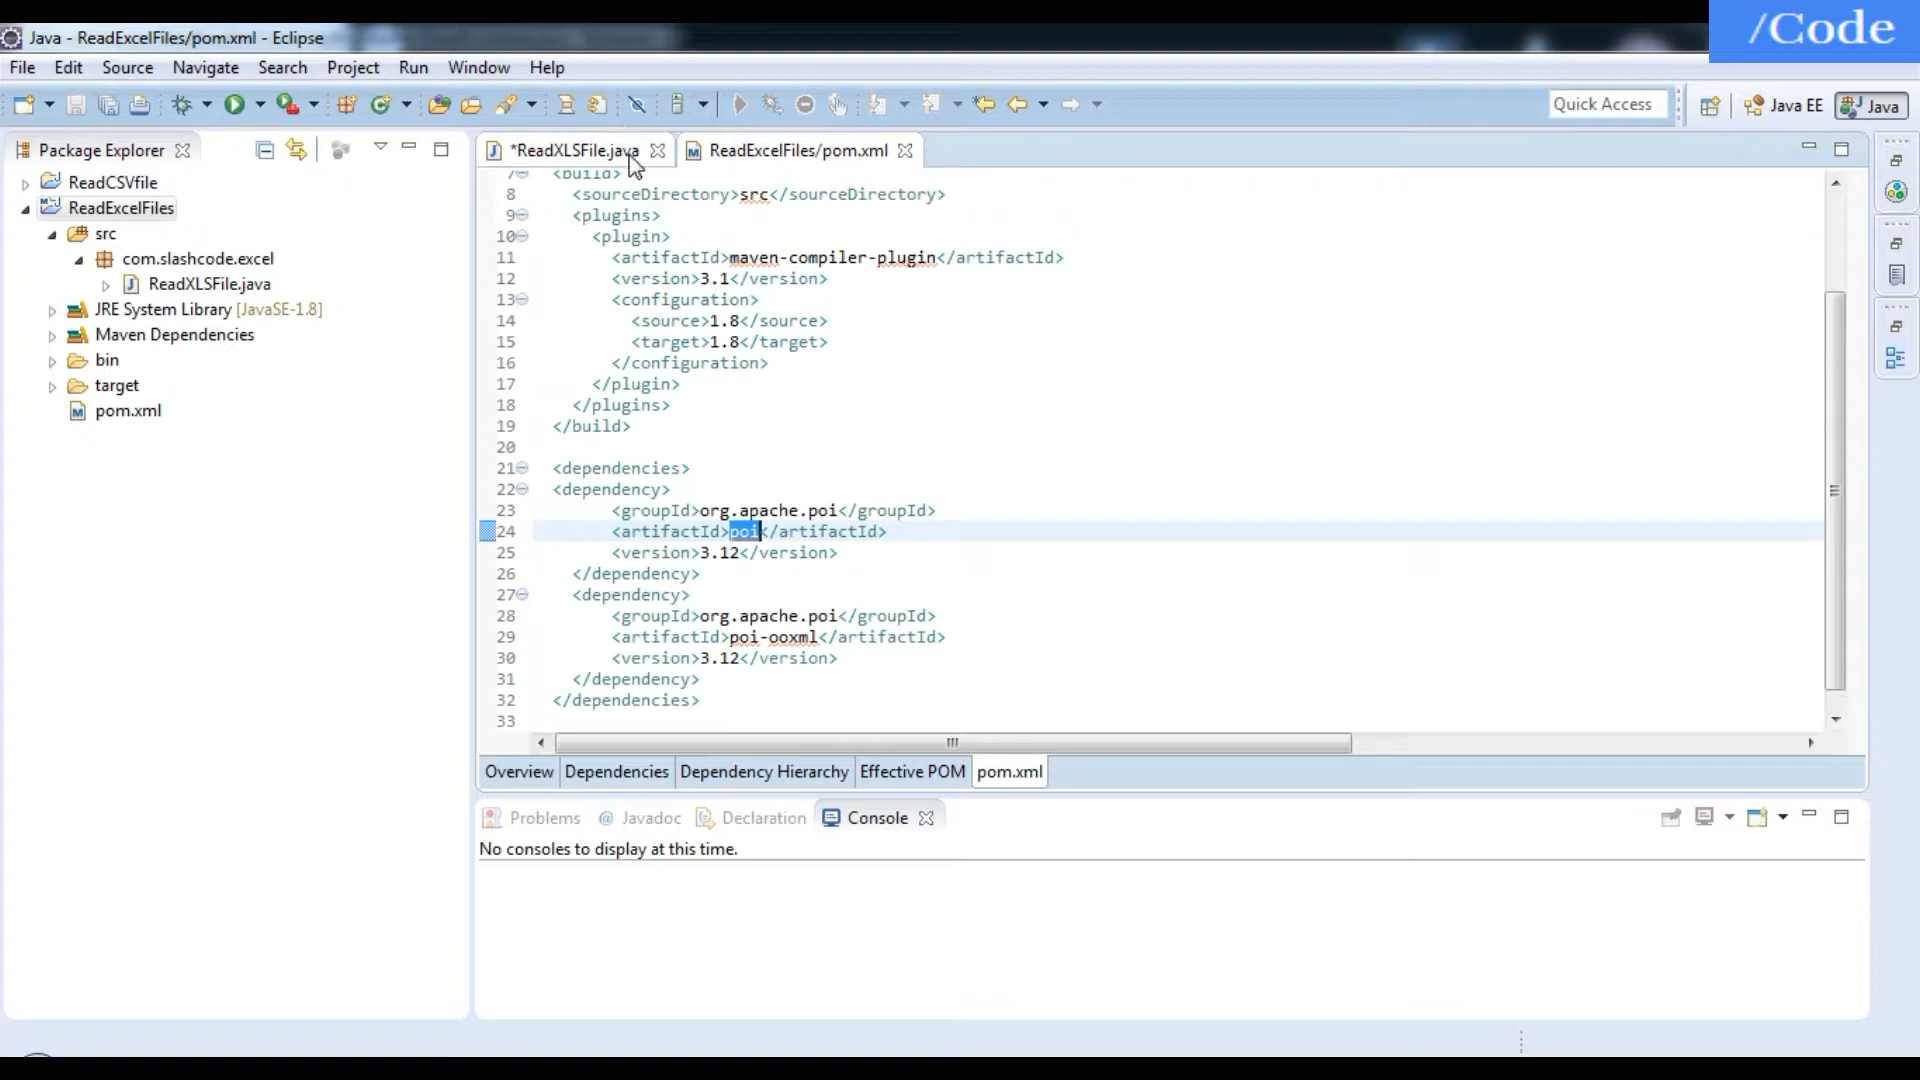 /Code
Java - ReadExcelFiles/pom.xml - Eclipse
File Edit Source Navigate Search Project Run Window Help
Quick Access Java EE Java
Package Explorer
ReadCSVfile
ReadExcelFiles
src
com.slashcode.excel
ReadXLSFile.java
JRE System Library [JavaSE-1.8]
Maven Dependencies
bin
target
pom.xml
*ReadXLSFile.java ReadExcelFiles/pom.xml
7 <build>
8 <sourceDirectory>src</sourceDirectory>
9 <plugins>
10 <plugin>
11 <artifactId>maven-compiler-plugin</artifactId>
12 <version>3.1</version>
13 <configuration>
14 <source>1.8</source>
15 <target>1.8</target>
16 </configuration>
17 </plugin>
18 </plugins>
19 </build>
20
21 <dependencies>
22 <dependency>
23 <groupId>org.apache.poi</groupId>
24 <artifactId>poi</artifactId>
25 <version>3.12</version>
26 </dependency>
27 <dependency>
28 <groupId>org.apache.poi</groupId>
29 <artifactId>poi-ooxml</artifactId>
30 <version>3.12</version>
31 </dependency>
32 </dependencies>
33
Overview Dependencies Dependency Hierarchy Effective POM pom.xml
Problems @ Javadoc Declaration Console
No consoles to display at this time.